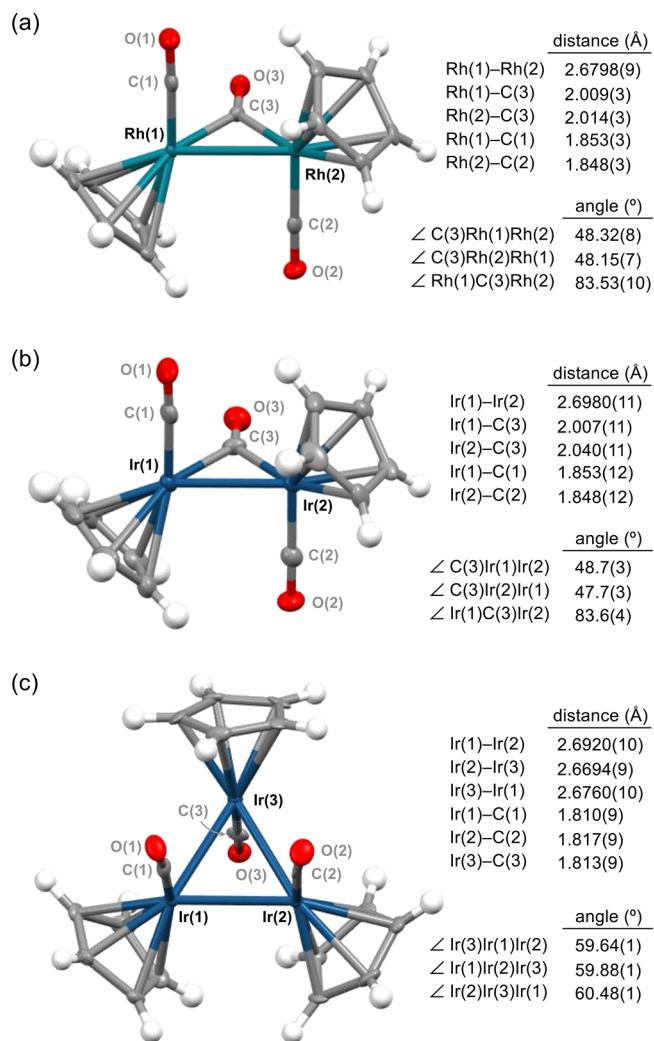 (a)
O(1)
C(1)
O(3)
C(3)
Rh(1)
Rh(2)
C(2)
O(2)
distance (Å)
Rh(1)–Rh(2) 2.6798(9)
Rh(1)–C(3) 2.009(3)
Rh(2)–C(3) 2.014(3)
Rh(1)–C(1) 1.853(3)
Rh(2)–C(2) 1.848(3)
angle (º)
∠ C(3)Rh(1)Rh(2) 48.32(8)
∠ C(3)Rh(2)Rh(1) 48.15(7)
∠ Rh(1)C(3)Rh(2) 83.53(10)
(b)
O(1)
C(1)
O(3)
C(3)
Ir(1)
Ir(2)
C(2)
O(2)
distance (Å)
Ir(1)–Ir(2) 2.6980(11)
Ir(1)–C(3) 2.007(11)
Ir(2)–C(3) 2.040(11)
Ir(1)–C(1) 1.853(12)
Ir(2)–C(2) 1.848(12)
angle (º)
∠ C(3)Ir(1)Ir(2) 48.7(3)
∠ C(3)Ir(2)Ir(1) 47.7(3)
∠ Ir(1)C(3)Ir(2) 83.6(4)
(c)
Ir(3)
C(3)
O(1)
C(1)
O(3)
O(2)
C(2)
Ir(1)
Ir(2)
distance (Å)
Ir(1)–Ir(2) 2.6920(10)
Ir(2)–Ir(3) 2.6694(9)
Ir(3)–Ir(1) 2.6760(10)
Ir(1)–C(1) 1.810(9)
Ir(2)–C(2) 1.817(9)
Ir(3)–C(3) 1.813(9)
angle (º)
∠ Ir(3)Ir(1)Ir(2) 59.64(1)
∠ Ir(1)Ir(2)Ir(3) 59.88(1)
∠ Ir(2)Ir(3)Ir(1) 60.48(1)